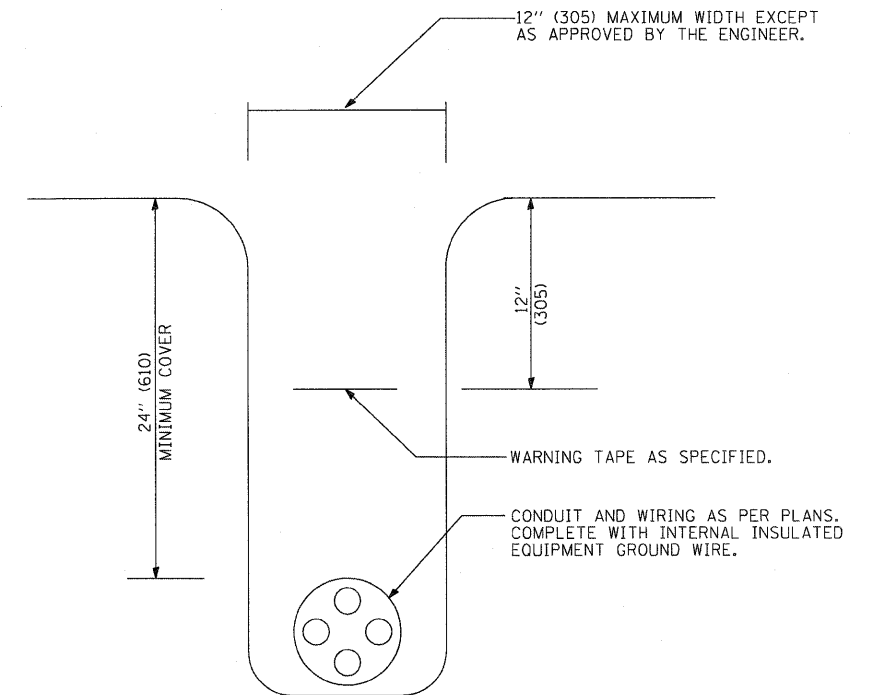 12" (305) MAXIMUM WIDTH EXCEPT
AS APPROVED BY THE ENGINEER.
24" (610)
MINIMUM COVER
12"
(305)
WARNING TAPE AS SPECIFIED.
CONDUIT AND WIRING AS PER PLANS.
COMPLETE WITH INTERNAL INSULATED
EQUIPMENT GROUND WIRE.